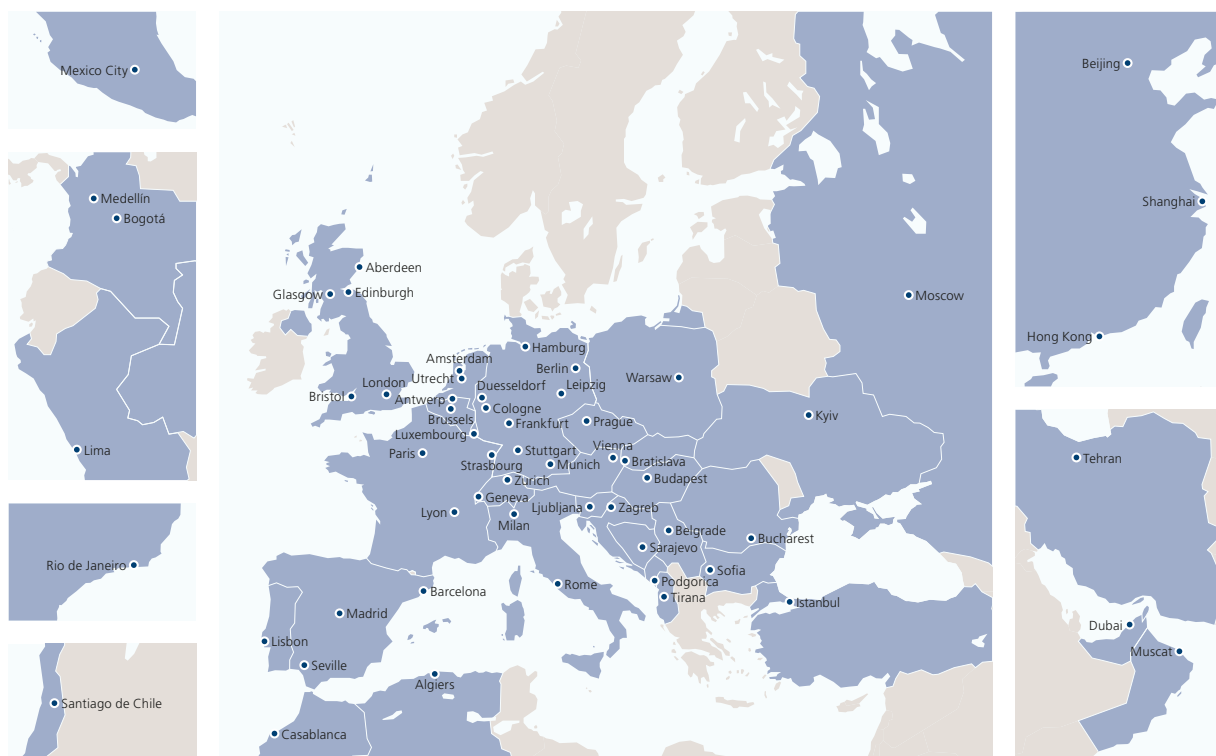 Mexico City
Medellín
Bogotá
Lima
Rio de Janeiro
Santiago de Chile
Aberdeen
Glasgow
Edinburgh
Moscow
Hamburg
Amsterdam
Berlin
Utrecht
Warsaw
London
Duesseldorf
Leipzig
Bristol
Antwerp
Cologne
Kyiv
Brussels
Frankfurt
Prague
Luxembourg
Vienna
Paris
Stuttgart
Strasbourg
Munich
Bratislava
Zurich
Budapest
Geneva
Lyon
Ljubljana
Zagreb
Milan
Belgrade
Bucharest
Sarajevo
Sofia
Rome
Podgorica
Barcelona
Tirana
Istanbul
Madrid
Lisbon
Seville
Algiers
Casablanca
Beijing
Shanghai
Hong Kong
Tehran
Dubai
Muscat